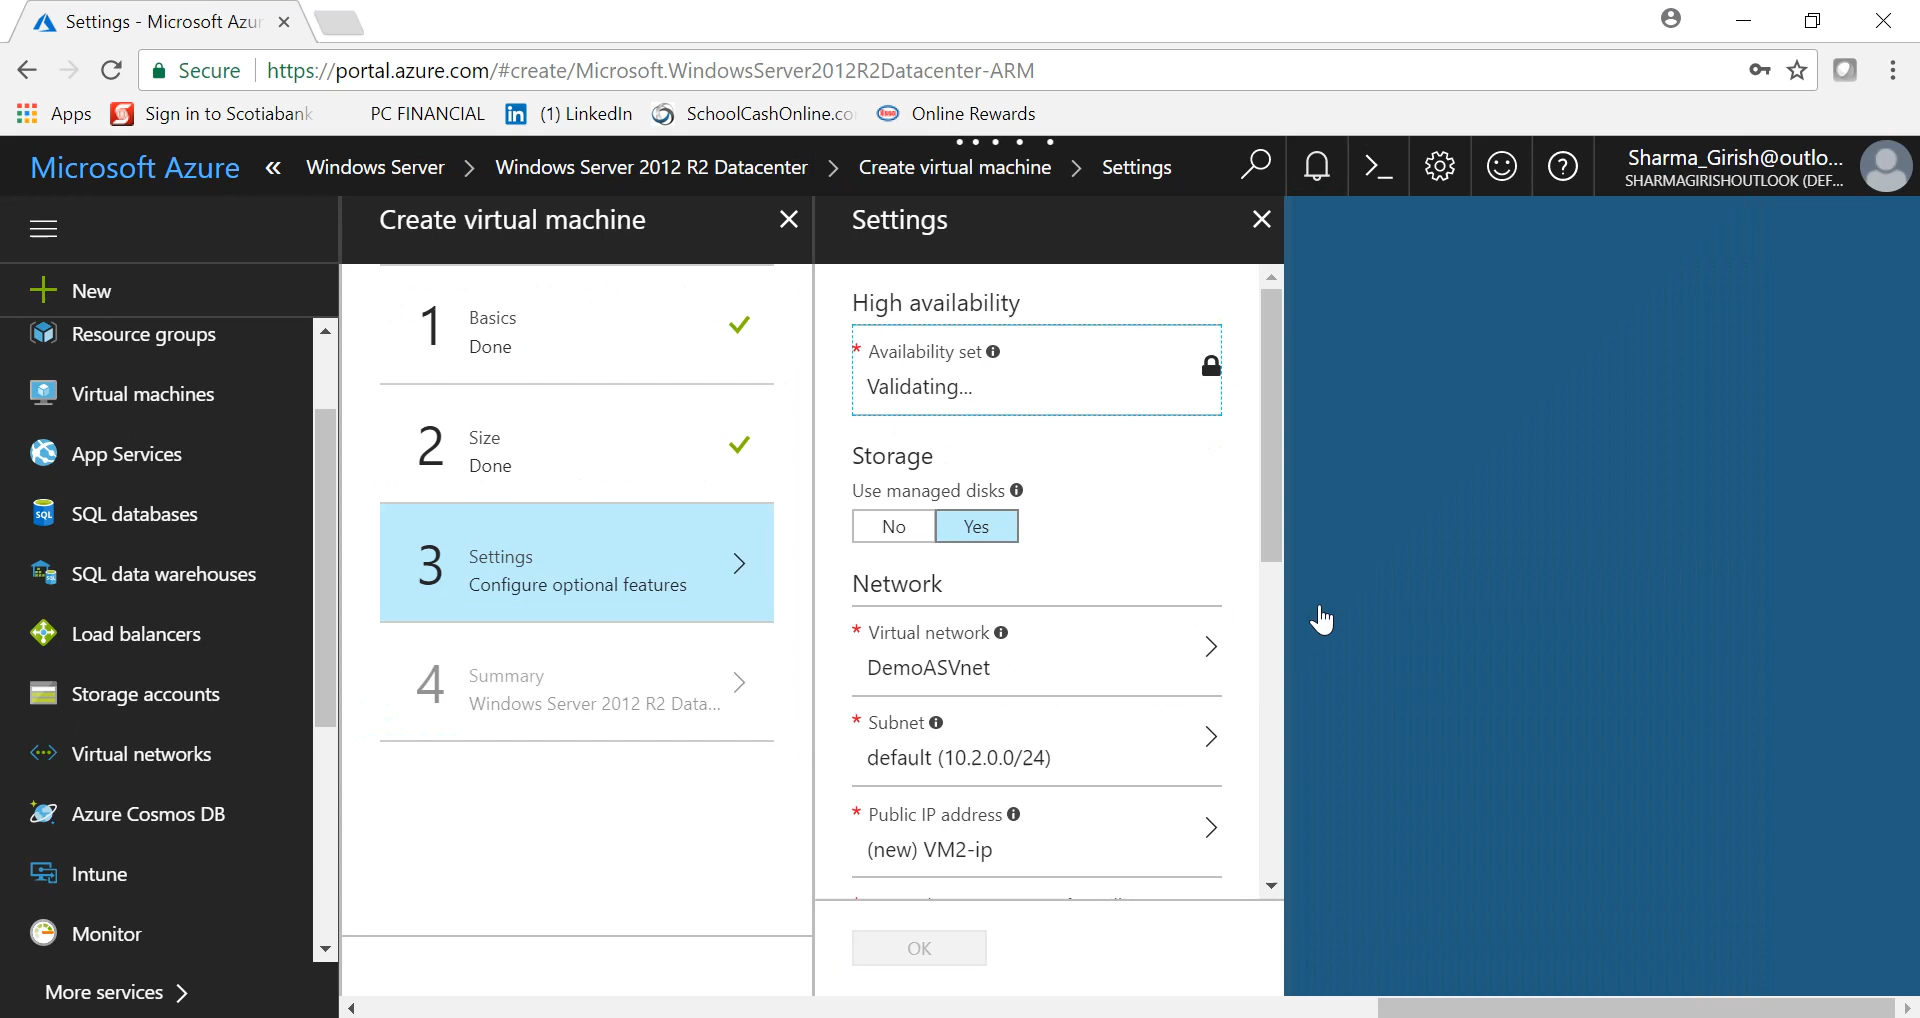 Settings - Microsoft Azu
Secure
https://portal.azure.com/#create/Microsoft.WindowsServer2012R2Datacenter-ARM
Apps
Sign in to Scotiabank
PC FINANCIAL
(1) LinkedIn
SchoolCashOnline.co
Esso
Online Rewards
Microsoft Azure
Windows Server
Windows Server 2012 R2 Datacenter
Create virtual machine
Settings
Sharma_Girish@outlo...
SHARMAGIRISHOUTLOOK (DEF...
New
Resource groups
Virtual machines
App Services
SQL
SQL databases
SQL data warehouses
Load balancers
Storage accounts
Virtual networks
Azure Cosmos DB
Intune
Monitor
More services
Create virtual machine
1
Basics
Done
2
Size
Done
3
Settings
Configure optional features
4
Summary
Windows Server 2012 R2 Data...
Settings
High availability
* Availability set
Validating...
Storage
Use managed disks
No
Yes
Network
* Virtual network
DemoASVnet
* Subnet
default (10.2.0.0/24)
* Public IP address
(new) VM2-ip
OK